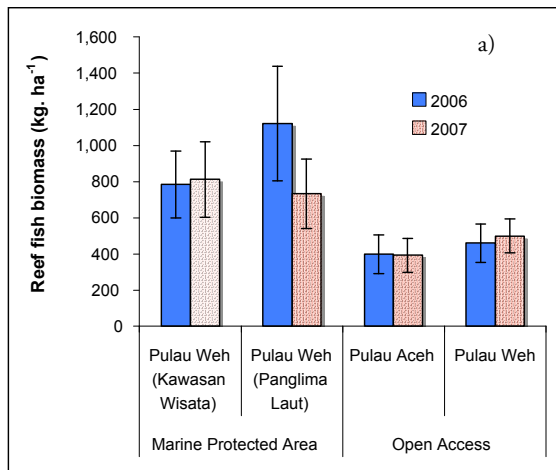 a)
Reef fish biomass (kg. ha⁻¹)
1,600
1,400
1,200
1,000
800
600
400
200
0
2006
2007
Pulau Weh
(Kawasan
Wisata)
Pulau Weh
(Panglima
Laut)
Pulau Aceh
Pulau Weh
Marine Protected Area
Open Access